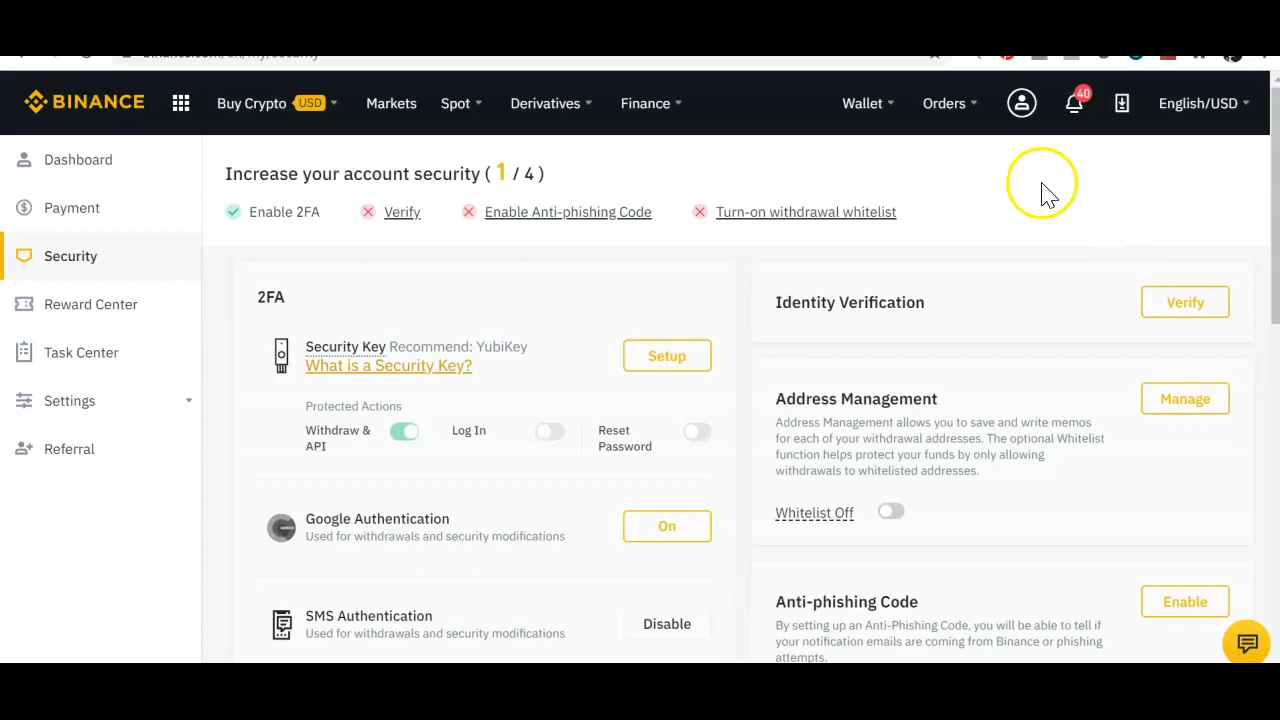 BINANCE
Buy Crypto USD
Markets
Spot
Derivatives
Finance
Wallet
Orders
40
English/USD
Dashboard
Payment
Security
Reward Center
Task Center
Settings
Referral
Increase your account security ( 1 / 4 )
Enable 2FA
Verify
Enable Anti-phishing Code
Turn-on withdrawal whitelist
2FA
Security Key Recommend: YubiKey
What is a Security Key?
Setup
Protected Actions
Withdraw &
API
Log In
Reset
Password
Google Authentication
Used for withdrawals and security modifications
On
SMS Authentication
Used for withdrawals and security modifications
Disable
Identity Verification
Verify
Address Management
Manage
Address Management allows you to save and write memos
for each of your withdrawal addresses. The optional Whitelist
function helps protect your funds by only allowing
withdrawals to whitelisted addresses.
Whitelist Off
Anti-phishing Code
Enable
By setting up an Anti-Phishing Code, you will be able to tell if
your notification emails are coming from Binance or phishing
attempts.